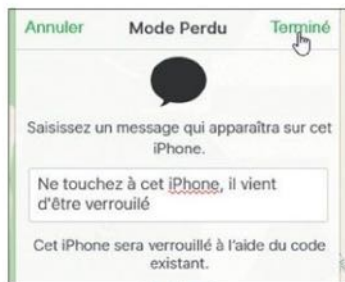 Annuler Mode Perdu Terminé
Saisissez un message qui apparaîtra sur cet
iPhone.
Ne touchez à cet iPhone, il vient
d'être verrouilé
Cet iPhone sera verrouillé à l'aide du code
existant.